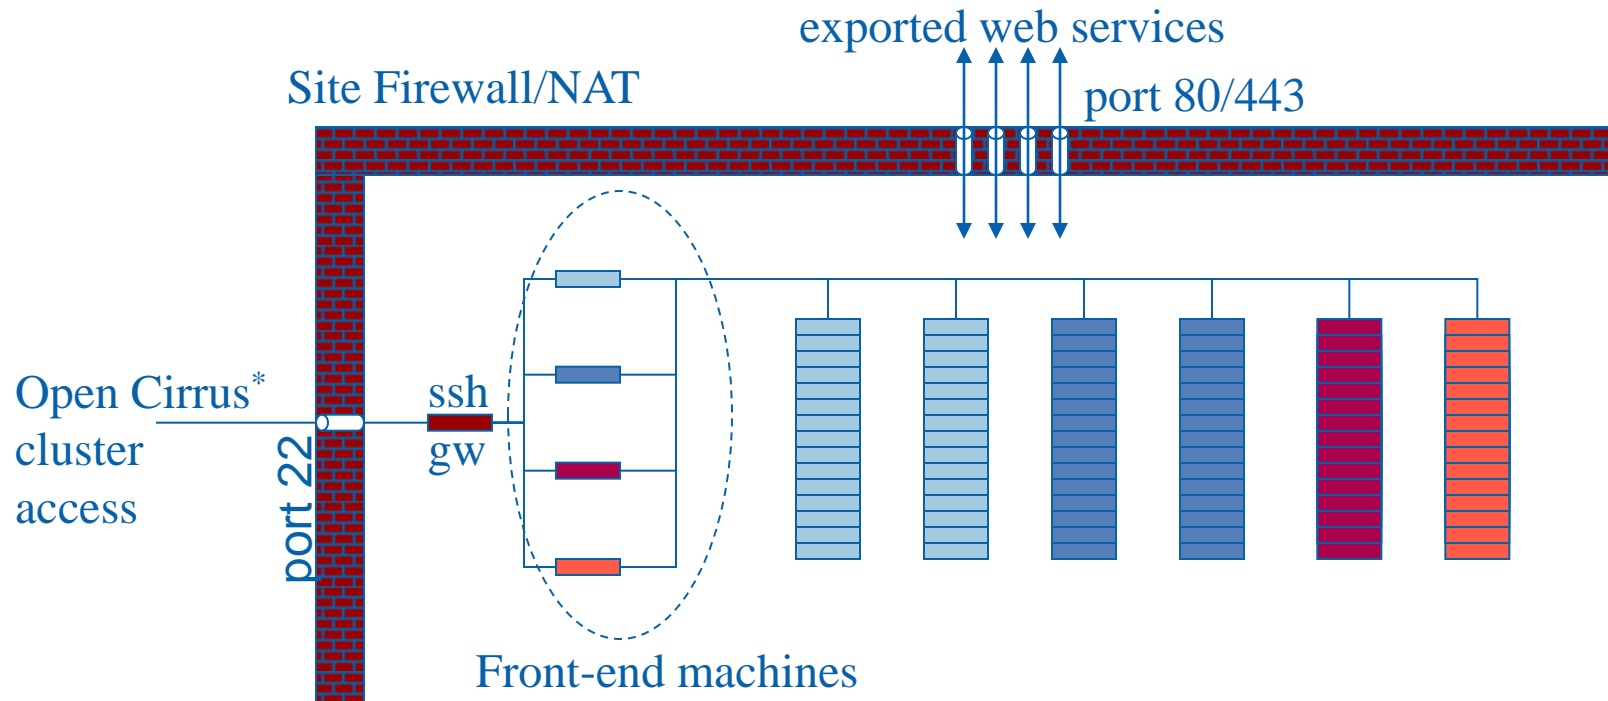 exported web services
Site Firewall/NAT
port 80/443
Open Cirrus*
cluster
access
port 22
ssh
gw
Front-end machines